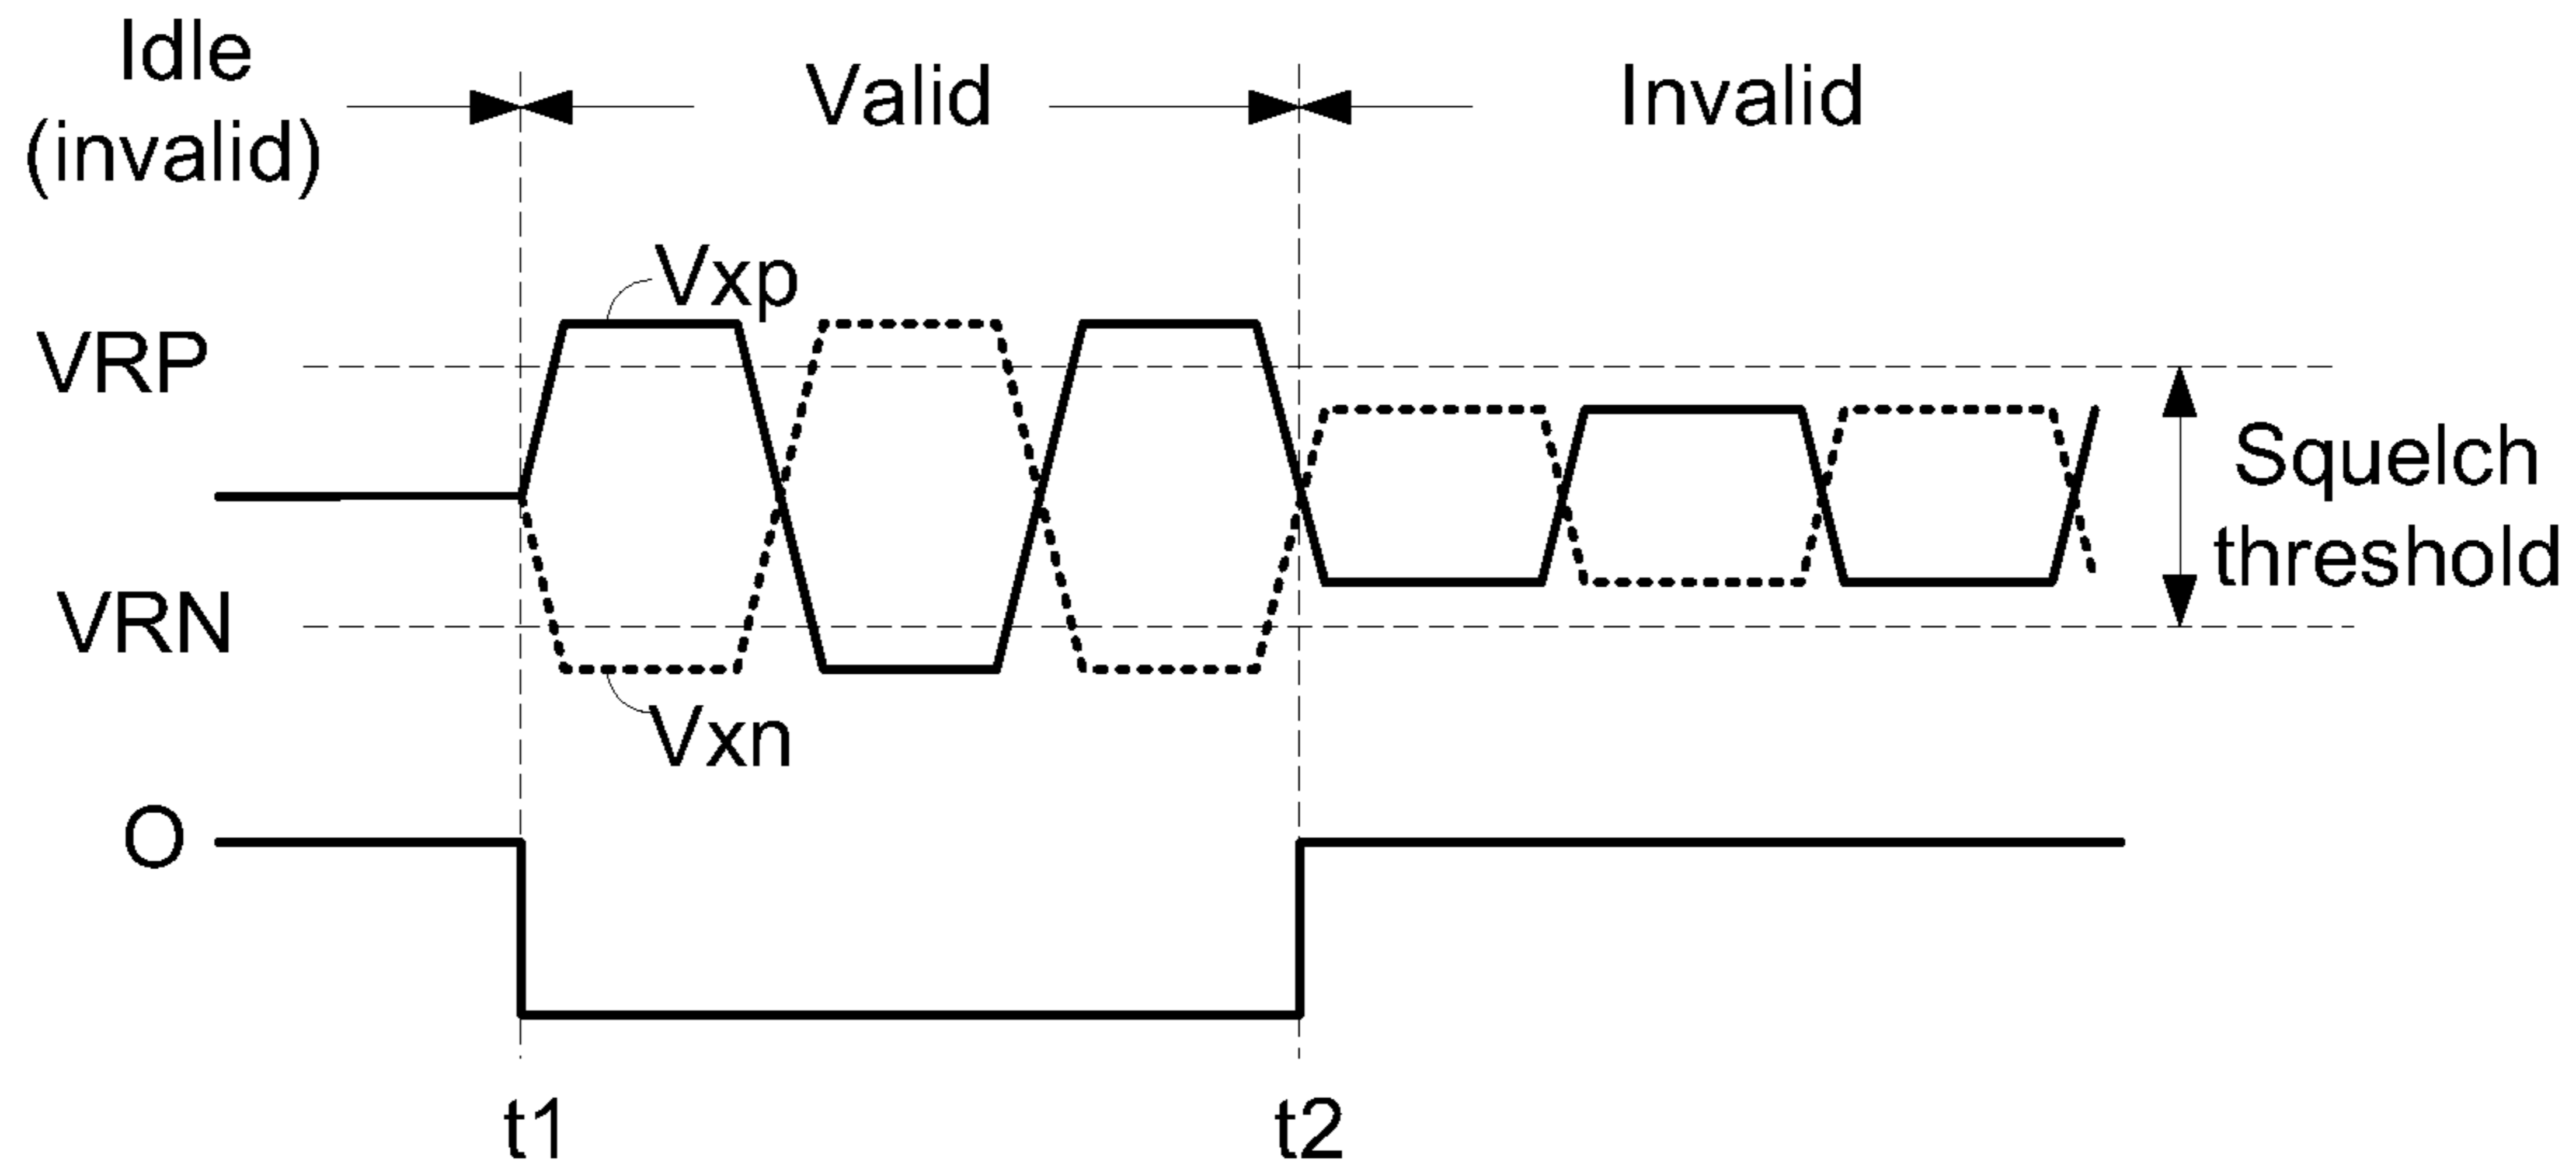 Idle
(invalid)
Valid
Invalid
Vxp
VRP
Squelch
threshold
VRN
Vxn
O
t1
t2